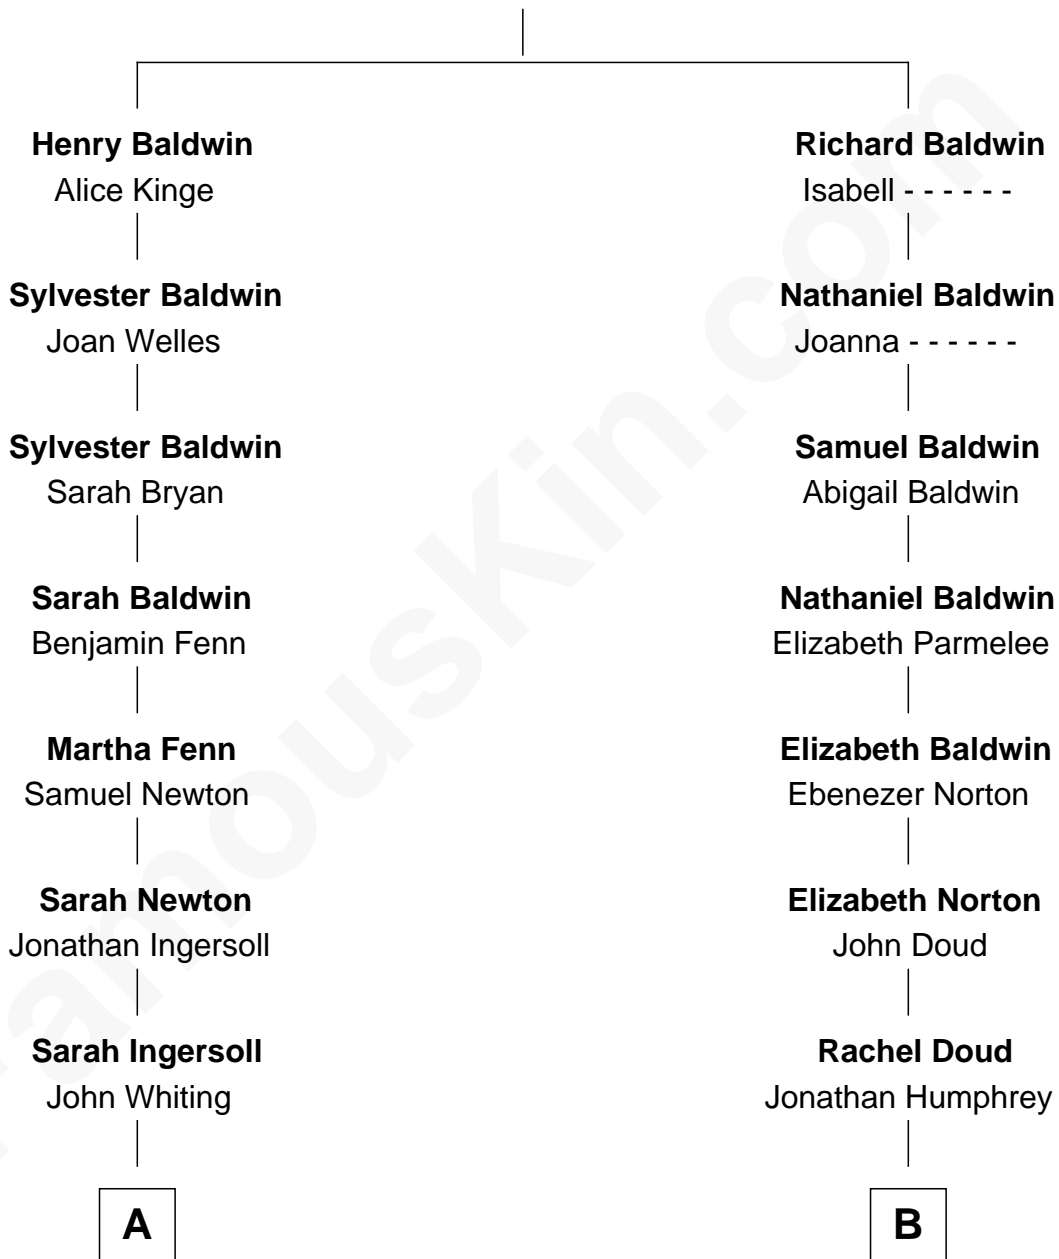 Henry Baldwin
Alice Kinge
Sylvester Baldwin
Joan Welles
Sylvester Baldwin
Sarah Bryan
Sarah Baldwin
Benjamin Fenn
Martha Fenn
Samuel Newton
Sarah Newton
Jonathan Ingersoll
Sarah Ingersoll
John Whiting
A
Richard Baldwin
Isabell - - - - - -
Nathaniel Baldwin
Joanna - - - - - -
Samuel Baldwin
Abigail Baldwin
Nathaniel Baldwin
Elizabeth Parmelee
Elizabeth Baldwin
Ebenezer Norton
Elizabeth Norton
John Doud
Rachel Doud
Jonathan Humphrey
B
FamousKin.com